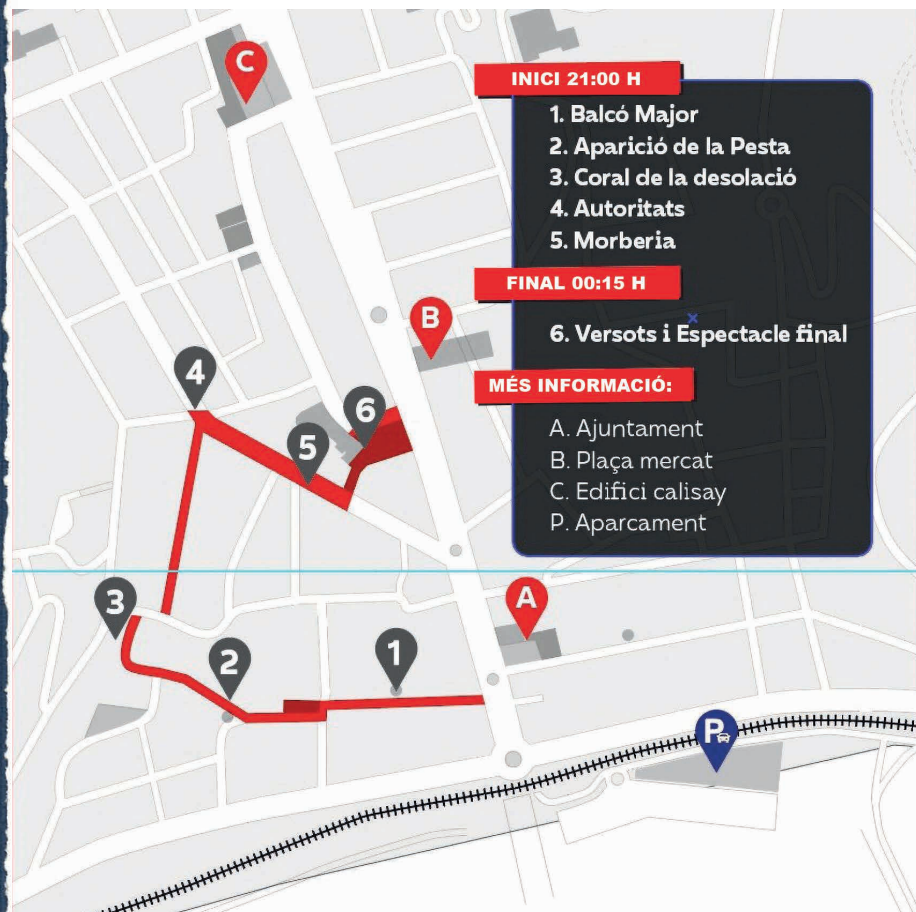 C
INICI 21:00 H
1. Balcó Major
2. Aparició de la Pesta
3. Coral de la desolació
4. Autoritats
5. Morberia
FINAL 00:15 H
6. Versots i Espectacle final
MÉS INFORMACIÓ:
A. Ajuntament
B. Plaça mercat
C. Edifici calisay
P. Aparcament
B
4
6
5
3
A
2
1
P